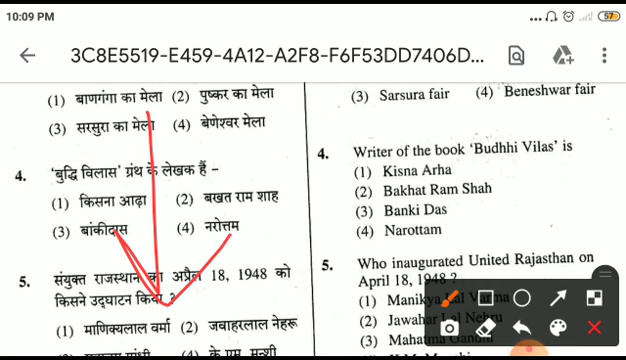 10:09 PM
57
3C8E5519-E459-4A12-A2F8-F6F53DD7406D...
(1) बाणगंगा का मेला (2) पुष्कर का मेला
(3) सरसुरा का मेला (4) बेणेश्वर मेला
4. 'बुद्धि विलास' ग्रंथ के लेखक हैं –
(1) किसना आढ़ा (2) बखत राम शाह
(3) बांकीदास (4) नरोत्तम
5. संयुक्त राजस्थान का अप्रैल 18, 1948 को
किसने उद्घाटन किया ?
(1) माणिक्यलाल वर्मा (2) जवाहरलाल नेहरू
(4) के.एम. मुन्शी
(3) Sarsura fair (4) Beneshwar fair
4. Writer of the book 'Budhhi Vilas' is
(1) Kisna Arha
(2) Bakhat Ram Shah
(3) Banki Das
(4) Narottam
5. Who inaugurated United Rajasthan on
April 18, 1948 ?
(1) Manikya Lal Varma
(2) Jawahar Lal Nehru
(3) Mahatma Gandhi